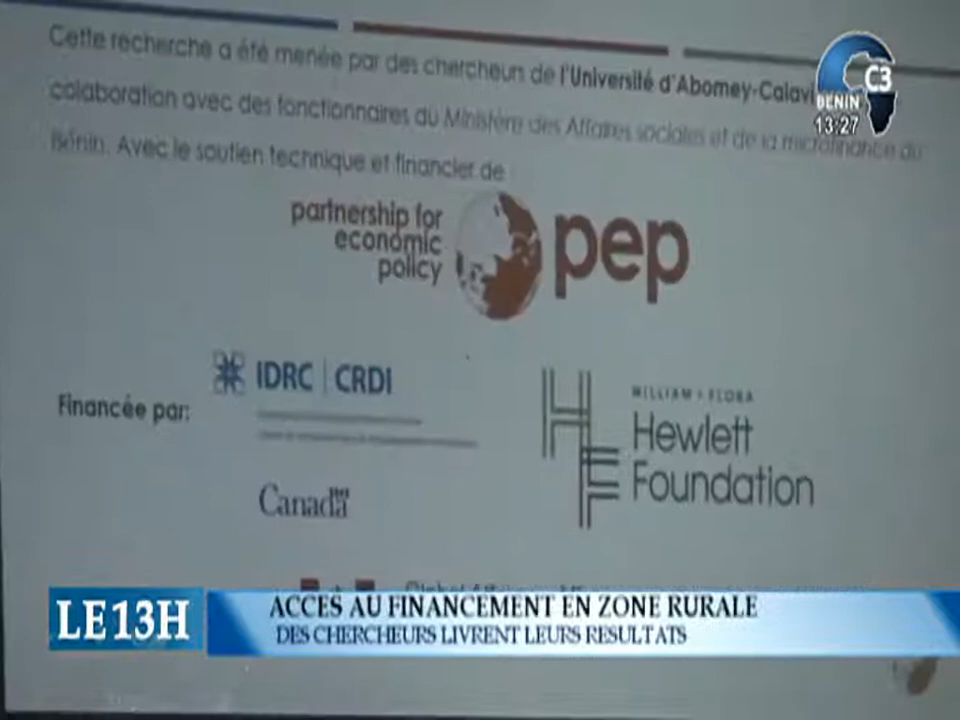 Cette recherche a été menée par des chercheurs de l'Université d'Abomey-Calavi
C3
BENIN
13:27
colaboration avec des fonctionnaires du Ministère des Affaires sociales et de la microfinance du
Bénin. Avec le soutien technique et financier de
partnership for
economic
policy
pep
IDRC | CRDI
Financée par:
WILLIAM + FLORA
Hewlett
Foundation
Canada
LE 13H
ACCES AU FINANCEMENT EN ZONE RURALE
DES CHERCHEURS LIVRENT LEURS RESULTATS